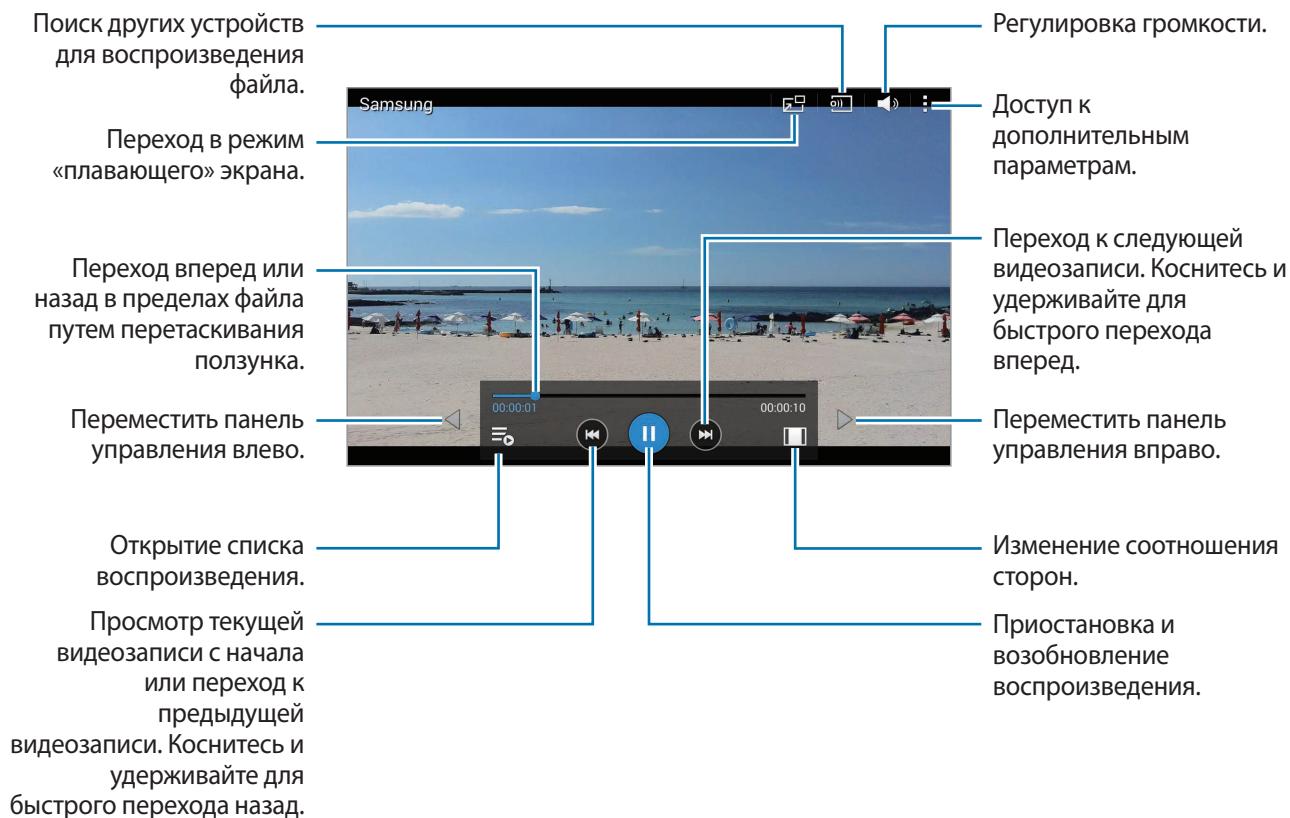 Поиск других устройств
для воспроизведения
файла.
Переход в режим
«плавающего» экрана.
Переход вперед или
назад в пределах файла
путем перетаскивания
ползунка.
Переместить панель
управления влево.
Открытие списка
воспроизведения.
Просмотр текущей
видеозаписи с начала
или переход к
предыдущей
видеозаписи. Коснитесь и
удерживайте для
быстрого перехода назад.
Samsung
00:00:01
00:00:10
Регулировка громкости.
Доступ к
дополнительным
параметрам.
Переход к следующей
видеозаписи. Коснитесь и
удерживайте для
быстрого перехода
вперед.
Переместить панель
управления вправо.
Изменение соотношения
сторон.
Приостановка и
возобновление
воспроизведения.